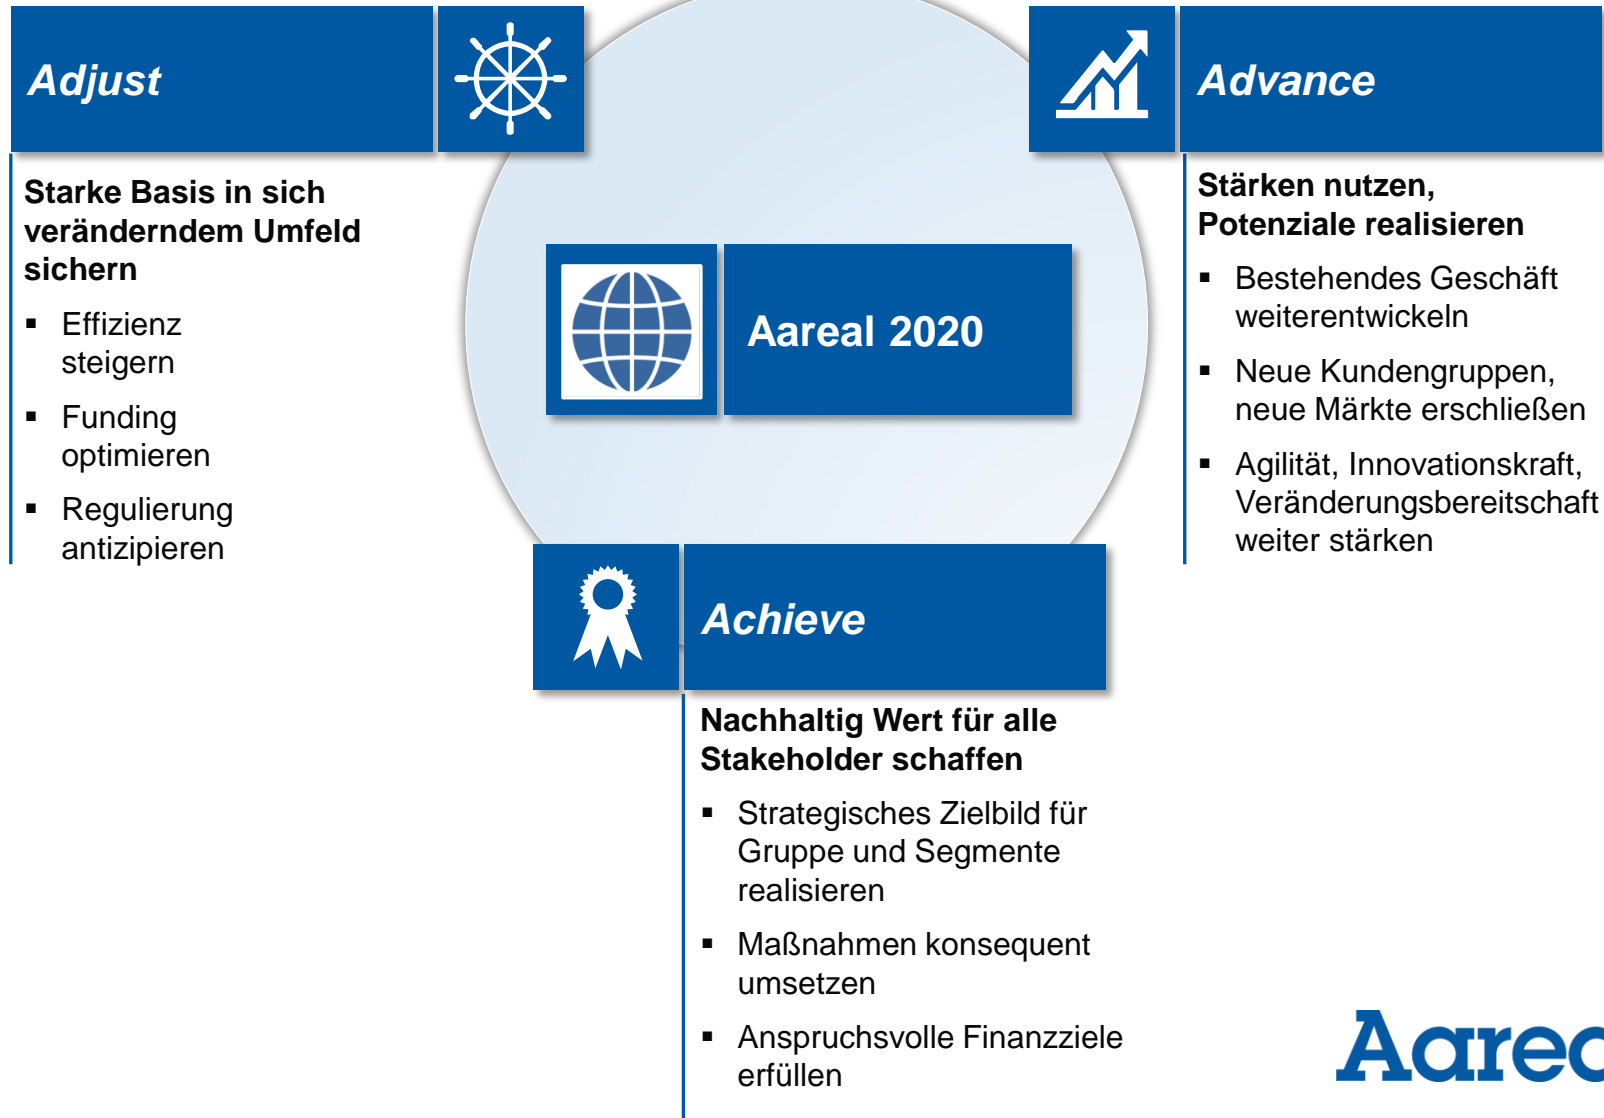 Adjust
Starke Basis in sich
veränderndem Umfeld
sichern
▪ Effizienz
steigern
▪ Funding
optimieren
▪ Regulierung
antizipieren
Aareal 2020
Advance
Stärken nutzen,
Potenziale realisieren
▪ Bestehendes Geschäft
weiterentwickeln
▪ Neue Kundengruppen,
neue Märkte erschließen
▪ Agilität, Innovationskraft,
Veränderungsbereitschaft
weiter stärken
Achieve
Nachhaltig Wert für alle
Stakeholder schaffen
▪ Strategisches Zielbild für
Gruppe und Segmente
realisieren
▪ Maßnahmen konsequent
umsetzen
▪ Anspruchsvolle Finanzziele
erfüllen